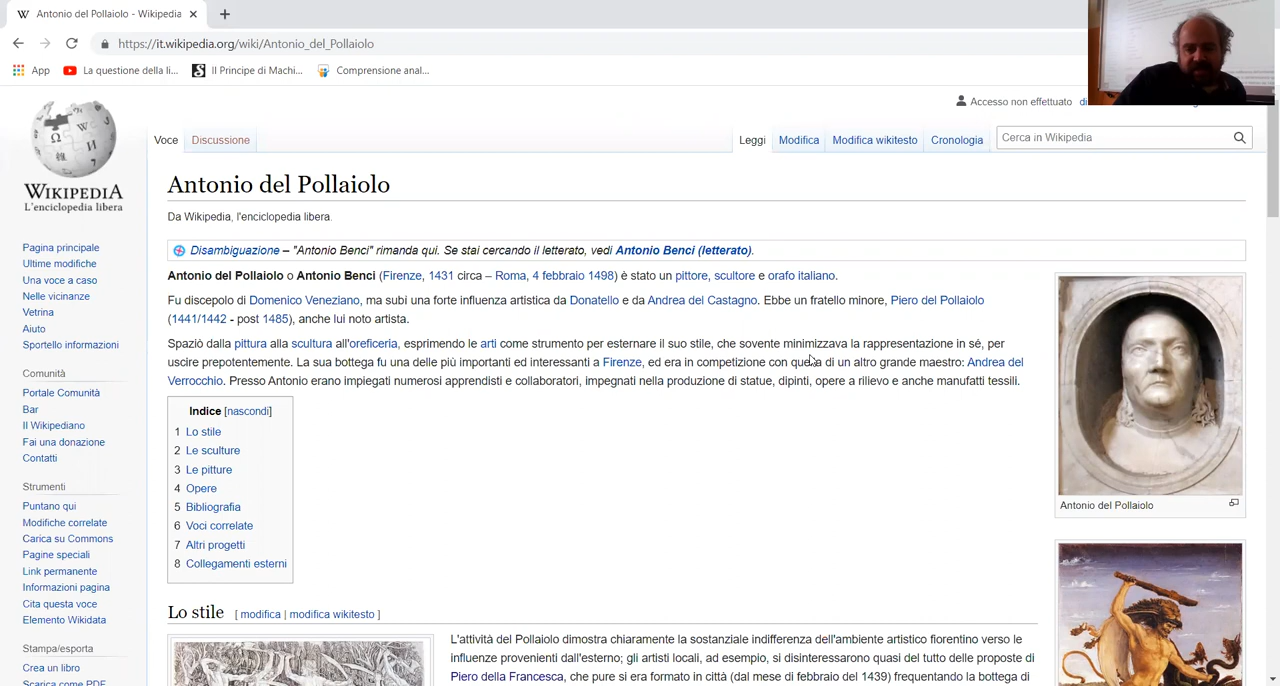 Antonio del Pollaiolo - Wikipedia
https://it.wikipedia.org/wiki/Antonio_del_Pollaiolo
App La questione della li... Il Principe di Machi... Comprensione anal...
Accesso non effettuato
Voce Discussione Leggi Modifica Modifica wikitesto Cronologia Cerca in Wikipedia
WIKIPEDIA
L'enciclopedia libera
Antonio del Pollaiolo
Da Wikipedia, l'enciclopedia libera.
Disambiguazione – "Antonio Benci" rimanda qui. Se stai cercando il letterato, vedi Antonio Benci (letterato).
Antonio del Pollaiolo o Antonio Benci (Firenze, 1431 circa – Roma, 4 febbraio 1498) è stato un pittore, scultore e orafo italiano.
Fu discepolo di Domenico Veneziano, ma subì una forte influenza artistica da Donatello e da Andrea del Castagno. Ebbe un fratello minore, Piero del Pollaiolo
(1441/1442 - post 1485), anche lui noto artista.
Spaziò dalla pittura alla scultura all'oreficeria, esprimendo le arti come strumento per esternare il suo stile, che sovente minimizzava la rappresentazione in sé, per
uscire prepotentemente. La sua bottega fu una delle più importanti ed interessanti a Firenze, ed era in competizione con quella di un altro grande maestro: Andrea del
Verrocchio. Presso Antonio erano impiegati numerosi apprendisti e collaboratori, impegnati nella produzione di statue, dipinti, opere a rilievo e anche manufatti tessili.
Indice [nascondi]
1 Lo stile
2 Le sculture
3 Le pitture
4 Opere
5 Bibliografia
6 Voci correlate
7 Altri progetti
8 Collegamenti esterni
Lo stile [ modifica | modifica wikitesto ]
L'attività del Pollaiolo dimostra chiaramente la sostanziale indifferenza dell'ambiente artistico fiorentino verso le
influenze provenienti dall'esterno; gli artisti locali, ad esempio, si disinteressarono quasi del tutto delle proposte di
Piero della Francesca, che pure si era formato in città (dal mese di febbraio del 1439) frequentando la bottega di
Antonio del Pollaiolo
Pagina principale
Ultime modifiche
Una voce a caso
Nelle vicinanze
Vetrina
Aiuto
Sportello informazioni
Comunità
Portale Comunità
Bar
Il Wikipediano
Fai una donazione
Contatti
Strumenti
Puntano qui
Modifiche correlate
Carica su Commons
Pagine speciali
Link permanente
Informazioni pagina
Cita questa voce
Elemento Wikidata
Stampa/esporta
Crea un libro
Scarica come PDF